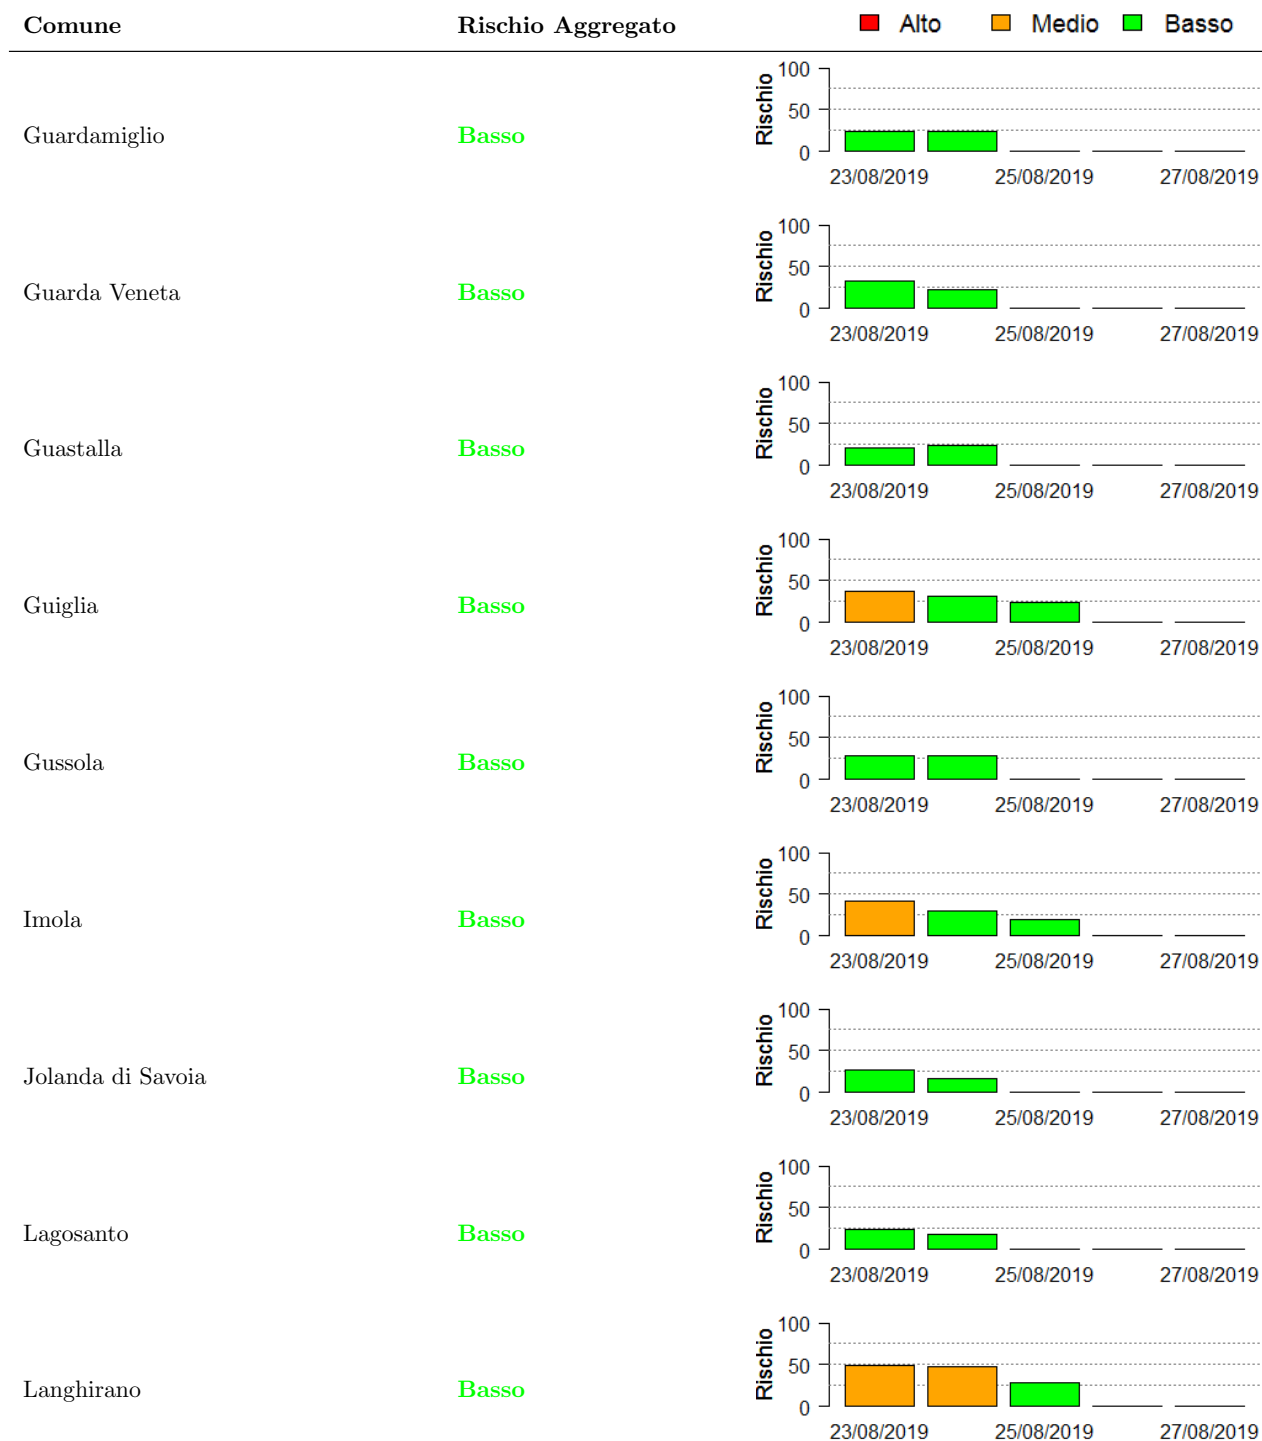 Comune Rischio Aggregato Alto Medio Basso
Guardamiglio Basso Rischio 100 50 0
23/08/2019 25/08/2019 27/08/2019
Guarda Veneta Basso Rischio 100 50 0
23/08/2019 25/08/2019 27/08/2019
Guastalla Basso Rischio 100 50 0
23/08/2019 25/08/2019 27/08/2019
Guiglia Basso Rischio 100 50 0
23/08/2019 25/08/2019 27/08/2019
Gussola Basso Rischio 100 50 0
23/08/2019 25/08/2019 27/08/2019
Imola Basso Rischio 100 50 0
23/08/2019 25/08/2019 27/08/2019
Jolanda di Savoia Basso Rischio 100 50 0
23/08/2019 25/08/2019 27/08/2019
Lagosanto Basso Rischio 100 50 0
23/08/2019 25/08/2019 27/08/2019
Langhirano Basso Rischio 100 50 0
23/08/2019 25/08/2019 27/08/2019